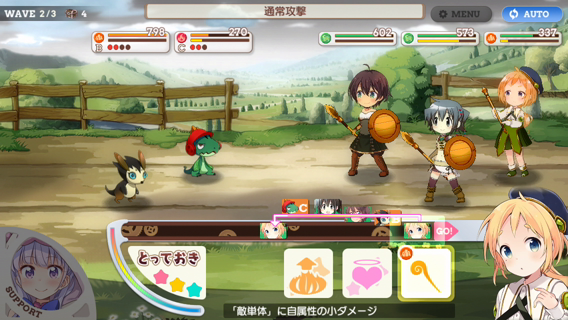 WAVE 2/3 4
通常攻撃
MENU
AUTO
798
B
270
C
602
573
337
C
GO!
とっておき
SUPPORT
「敵単体」に自属性の小ダメージ